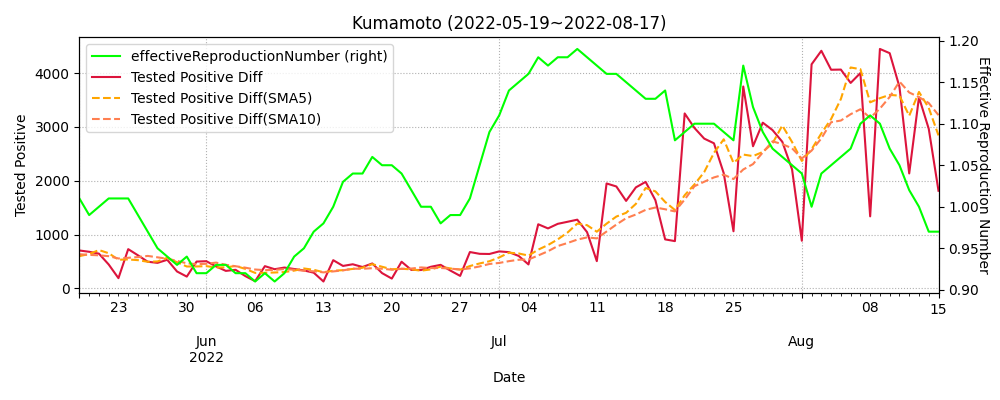 Kumamoto (2022-05-19~2022-08-17)
effectiveReproductionNumber (right)
Tested Positive Diff
Tested Positive Diff(SMA5)
Tested Positive Diff(SMA10)
Tested Positive
4000
3000
2000
1000
0
1.20
1.15
1.10
1.05
1.00
0.95
0.90
Effective Reproduction Number
23 30 06 13 20 27 04 11 18 25 08 15
Jun Jul Aug
2022
Date